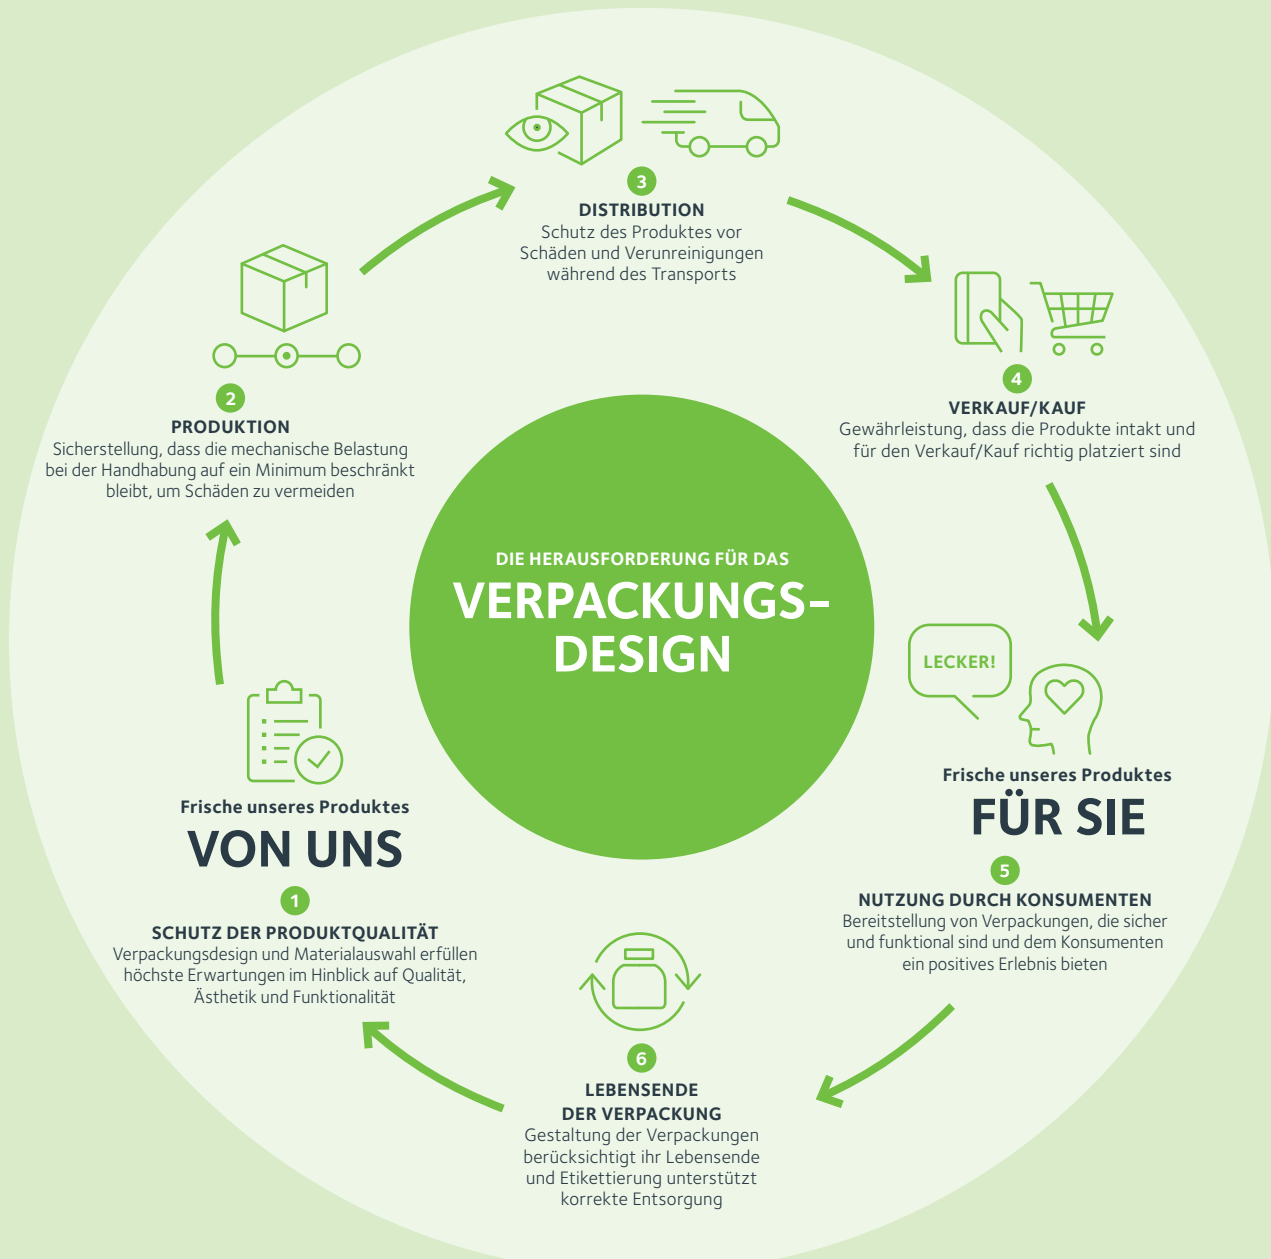 DIE HERAUSFORDERUNG FÜR DAS
VERPACKUNGS-
DESIGN
Frische unseres Produktes
VON UNS
1
SCHUTZ DER PRODUKTQUALITÄT
Verpackungsdesign und Materialauswahl erfüllen
höchste Erwartungen im Hinblick auf Qualität,
Ästhetik und Funktionalität
2
PRODUKTION
Sicherstellung, dass die mechanische Belastung
bei der Handhabung auf ein Minimum beschränkt
bleibt, um Schäden zu vermeiden
3
DISTRIBUTION
Schutz des Produktes vor
Schäden und Verunreinigungen
während des Transports
4
VERKAUF/KAUF
Gewährleistung, dass die Produkte intakt und
für den Verkauf/Kauf richtig platziert sind
LECKER!
Frische unseres Produktes
FÜR SIE
5
NUTZUNG DURCH KONSUMENTEN
Bereitstellung von Verpackungen, die sicher
und funktional sind und dem Konsumenten
ein positives Erlebnis bieten
6
LEBENSENDE
DER VERPACKUNG
Gestaltung der Verpackungen
berücksichtigt ihr Lebensende
und Etikettierung unterstützt
korrekte Entsorgung